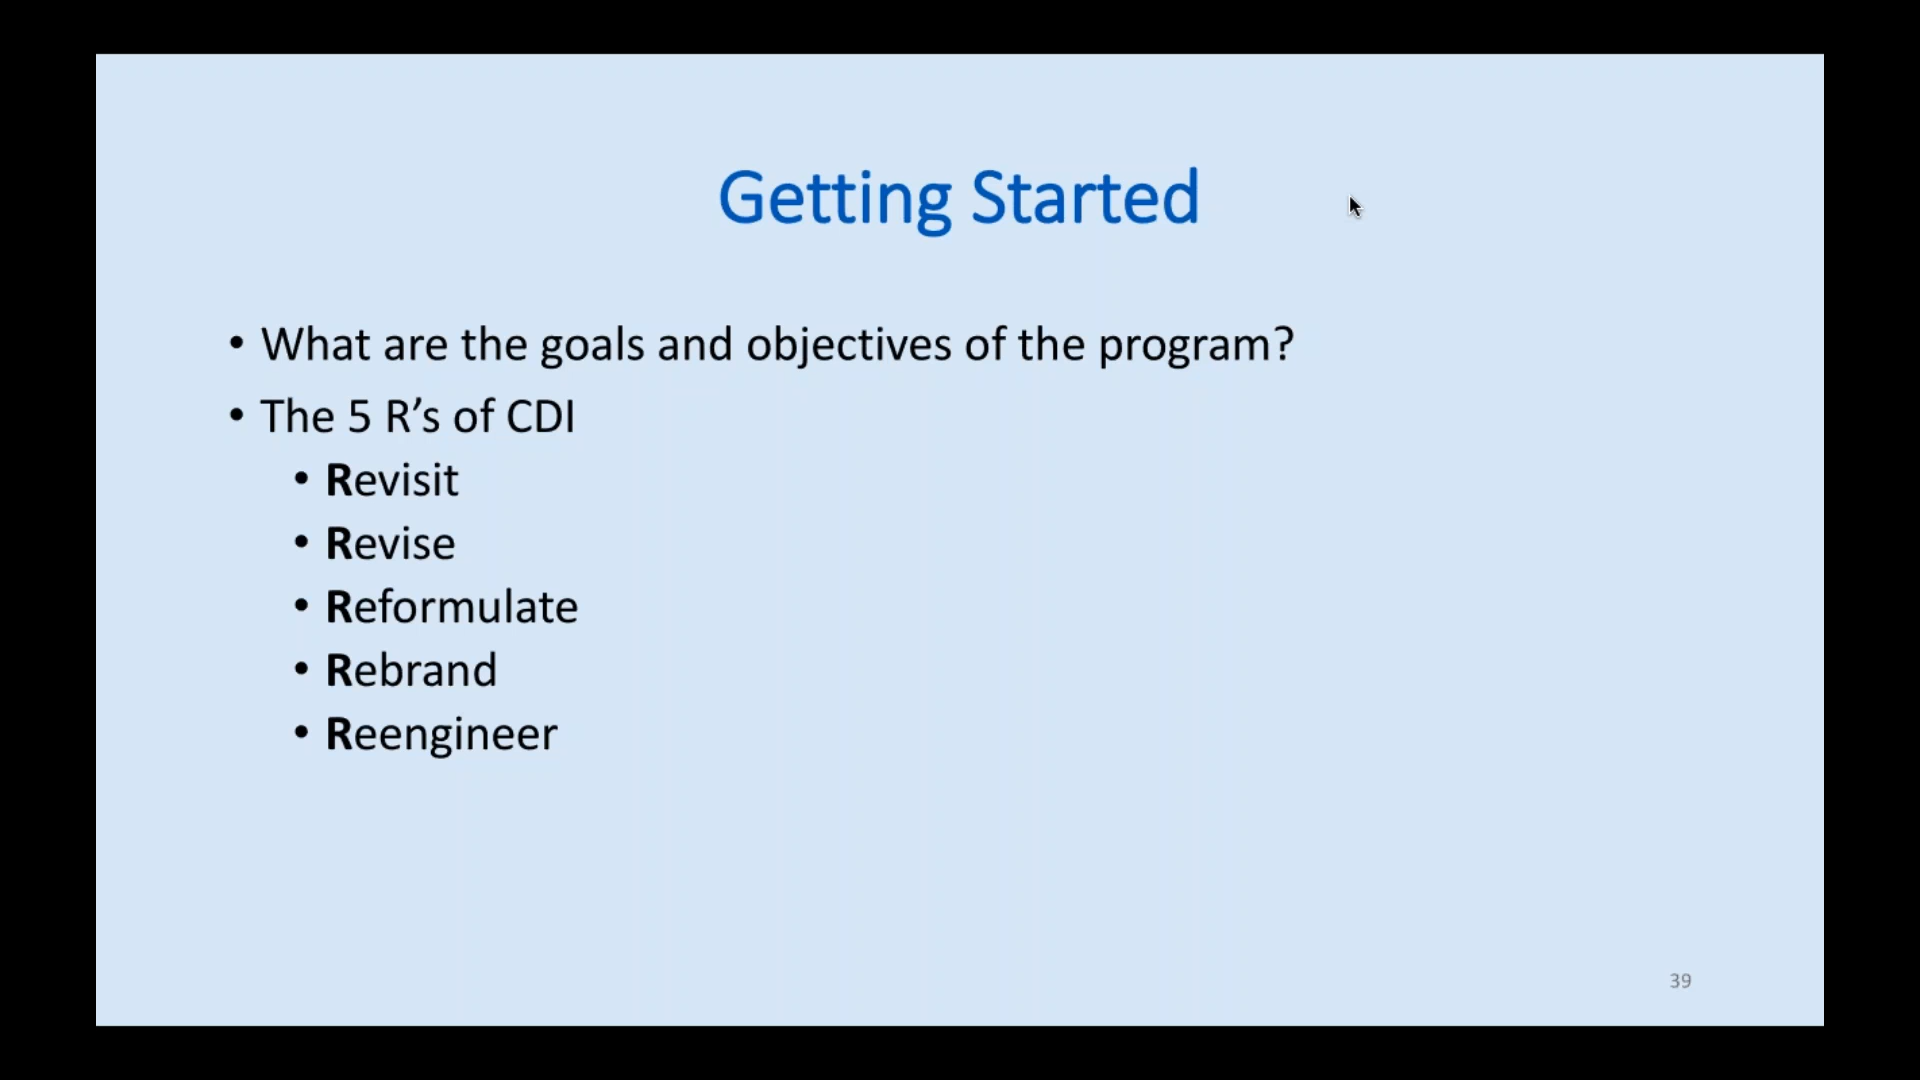 Getting Started
• What are the goals and objectives of the program?
• The 5 R’s of CDI
• Revisit
• Revise
• Reformulate
• Rebrand
• Reengineer
39